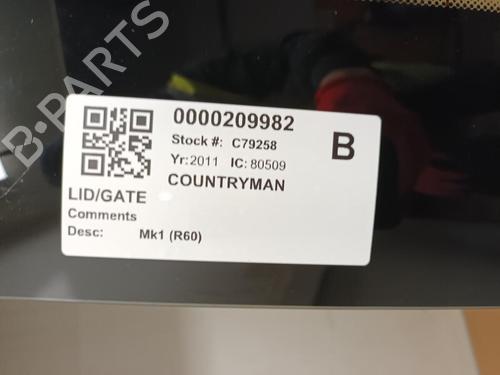 B-PARTS
0000209982
Stock #: C79258
B
Yr: 2011 IC: 80509
COUNTRYMAN
LID/GATE
Comments
Desc: Mk1 (R60)